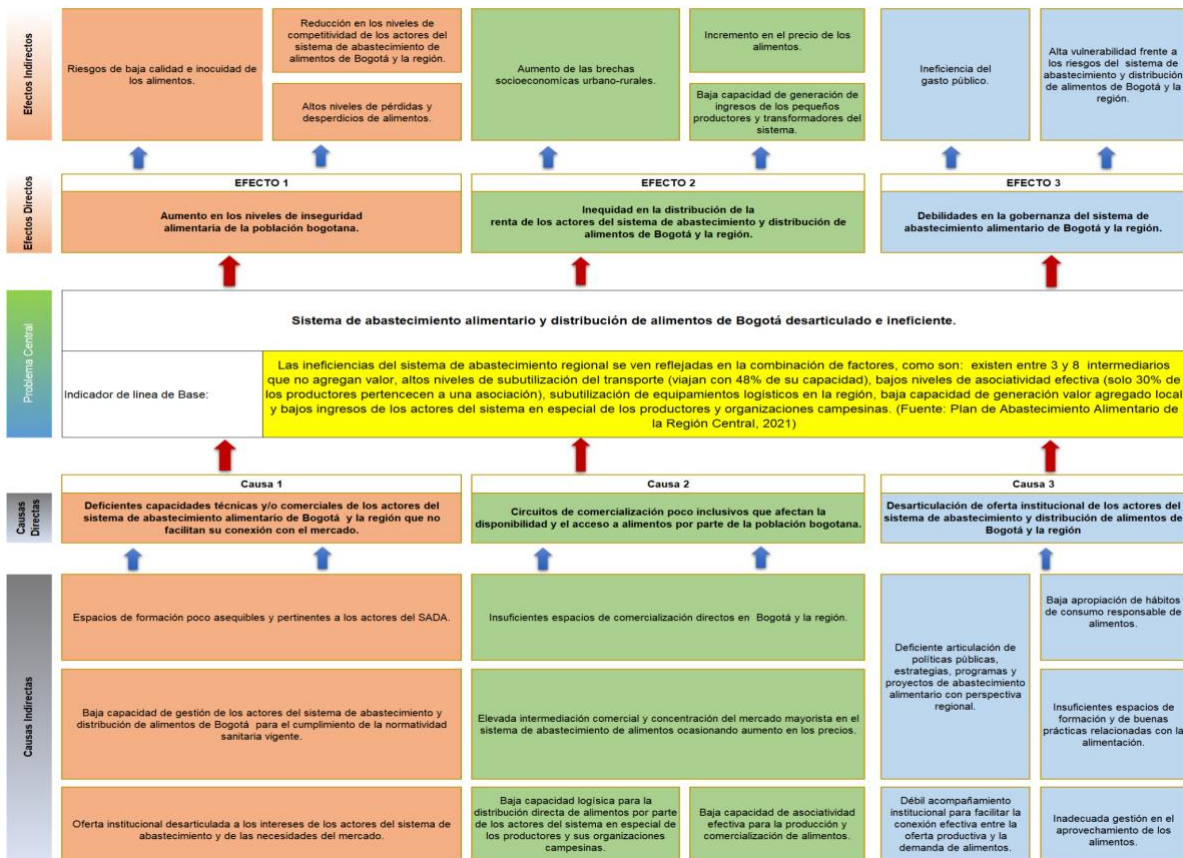 Efectos Indirectos
Riesgos de baja calidad e inocuidad de
los alimentos.
Reducción en los niveles de
competitividad de los actores del
sistema de abastecimiento de
alimentos de Bogotá y la región.
Altos niveles de pérdidas y
desperdicios de alimentos.
Aumento de las brechas
socioeconomícas urbano-rurales.
Incremento en el precio de los
alimentos.
Baja capacidad de generación de
ingresos de los pequeños
productores y transformadores del
sistema.
Ineficiencia del
gasto público.
Alta vulnerabilidad frente a
los riesgos del sistema de
abastecimiento y distribución
de alimentos de Bogotá y la
región.
Efectos Directos
EFECTO 1
Aumento en los niveles de inseguridad
alimentaria de la población bogotana.
EFECTO 2
Inequidad en la distribución de la
renta de los actores del sistema de abastecimiento y distribución de
alimentos de Bogotá y la región.
EFECTO 3
Debilidades en la gobernanza del sistema de
abastecimiento alimentario de Bogotá y la región.
Problema Central
Sistema de abastecimiento alimentario y distribución de alimentos de Bogotá desarticulado e ineficiente.
Indicador de línea de Base:
Las ineficiencias del sistema de abastecimiento regional se ven reflejadas en la combinación de factores, como son: existen entre 3 y 8 intermediarios
que no agregan valor, altos niveles de subutilización del transporte (viajan con 48% de su capacidad), bajos niveles de asociatividad efectiva (solo 30% de
los productores pertencecen a una asociación), subutilización de equipamientos logísticos en la región, baja capacidad de generación valor agregado local
y bajos ingresos de los actores del sistema en especial de los productores y organizaciones campesinas. (Fuente: Plan de Abastecimiento Alimentario de
la Región Central, 2021)
Causas
Directas
Causa 1
Deficientes capacidades técnicas y/o comerciales de los actores del
sistema de abastecimiento alimentario de Bogotá y la región que no
facilitan su conexión con el mercado.
Causa 2
Circuitos de comercialización poco inclusivos que afectan la
disponibilidad y el acceso a alimentos por parte de la población bogotana.
Causa 3
Desarticulación de oferta institucional de los actores del
sistema de abastecimiento y distribución de alimentos de
Bogotá y la región
Causas Indirectas
Espacios de formación poco asequibles y pertinentes a los actores del SADA.
Baja capacidad de gestión de los actores del sistema de abastecimiento y
distribución de alimentos de Bogotá para el cumplimiento de la normatividad
sanitaria vigente.
Oferta institucional desarticulada a los intereses de los actores del sistema de
abastecimiento y de las necesidades del mercado.
Insuficientes espacios de comercialización directos en Bogotá y la región.
Elevada intermediación comercial y concentración del mercado mayorista en el
sistema de abastecimiento de alimentos ocasionando aumento en los precios.
Baja capacidad logísica para la
distribución directa de alimentos por parte
de los actores del sistema en especial de
los productores y sus organizaciones
campesinas.
Baja capacidad de asociatividad
efectiva para la producción y
comercialización de alimentos.
Deficiente articulación de
políticas públicas,
estrategias, programas y
proyectos de abastecimiento
alimentario con perspectiva
regional.
Débil acompañamiento
institucional para facilitar la
conexión efectiva entre la
oferta productiva y la
demanda de alimentos.
Baja apropiación de hábitos
de consumo responsable de
alimentos.
Insuficientes espacios de
formación y de buenas
prácticas relacionadas con la
alimentación.
Inadecuada gestión en el
aprovechamiento de los
alimentos.